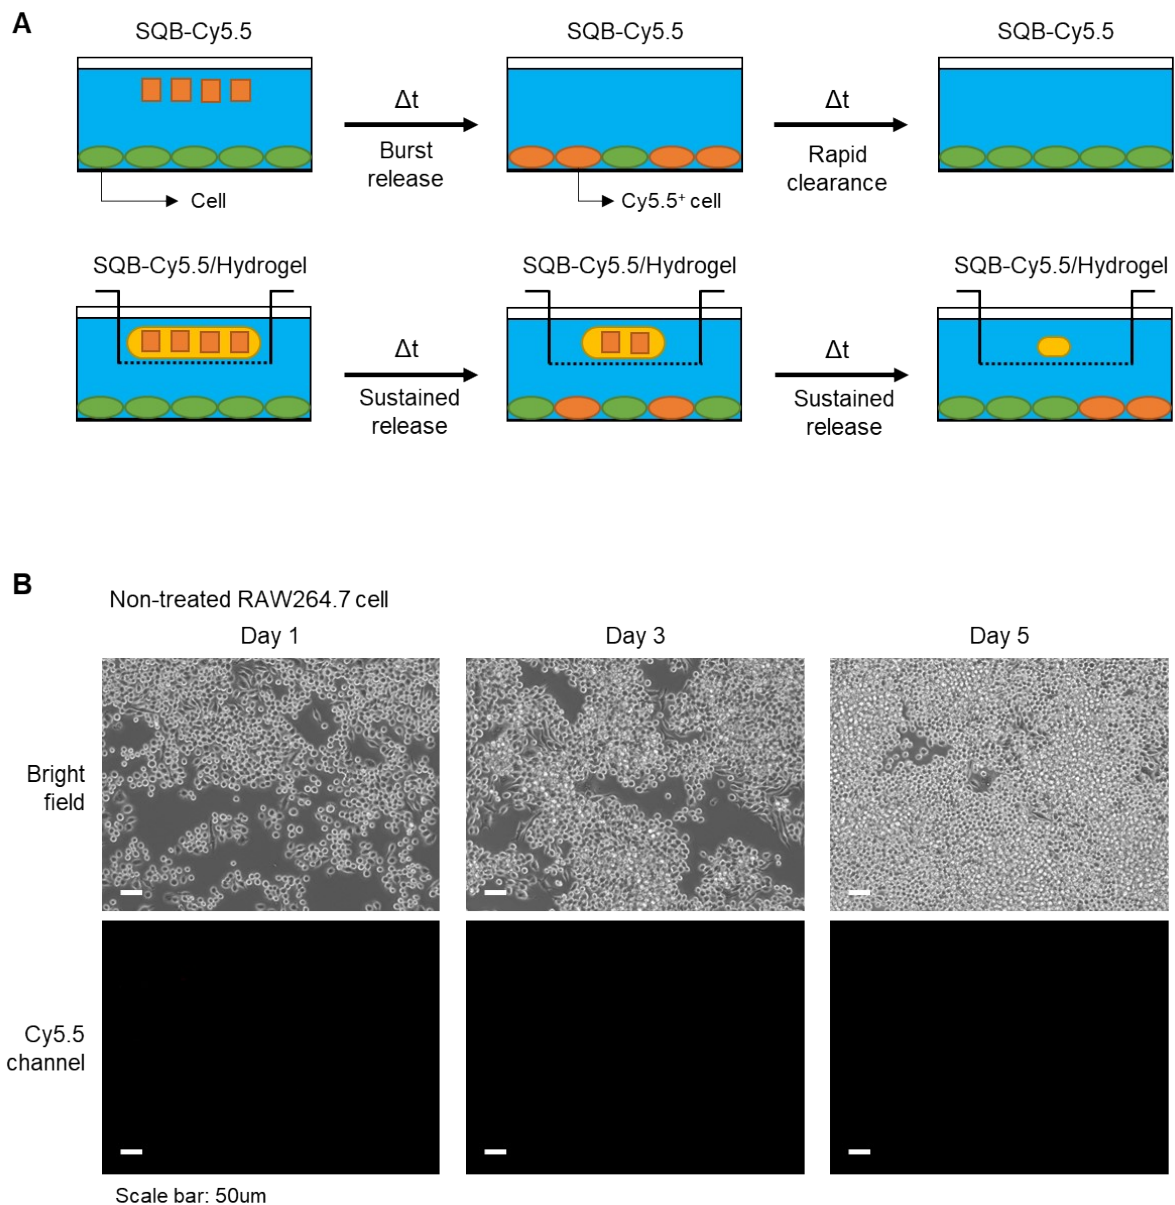 A
SQB-Cy5.5
SQB-Cy5.5
SQB-Cy5.5
Δt
Burst
release
Δt
Rapid
clearance
Cell
Cy5.5⁺ cell
SQB-Cy5.5/Hydrogel
SQB-Cy5.5/Hydrogel
SQB-Cy5.5/Hydrogel
Δt
Sustained
release
Δt
Sustained
release
B
Non-treated RAW264.7 cell
Day 1
Day 3
Day 5
Bright
field
Cy5.5
channel
Scale bar: 50um